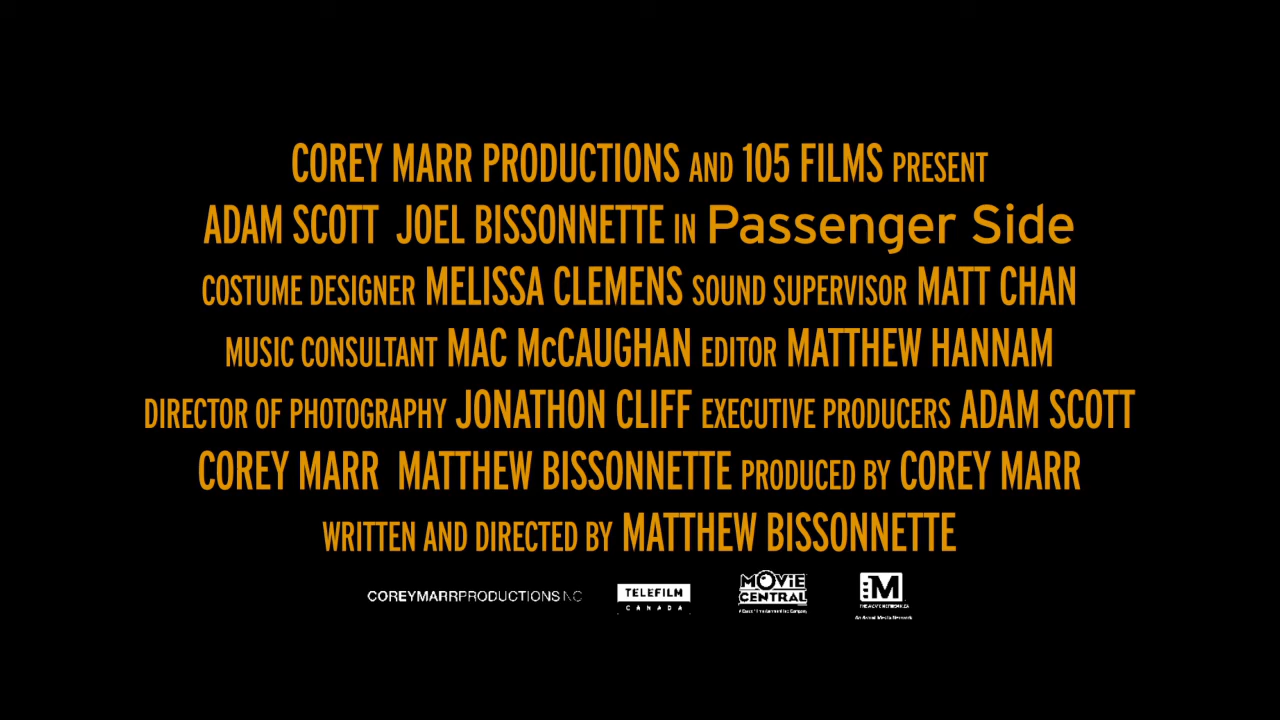 COREY MARR PRODUCTIONS AND 105 FILMS PRESENT
ADAM SCOTT JOEL BISSONNETTE IN Passenger Side
COSTUME DESIGNER MELISSA CLEMENS SOUND SUPERVISOR MATT CHAN
MUSIC CONSULTANT MAC McCAUGHAN EDITOR MATTHEW HANNAM
DIRECTOR OF PHOTOGRAPHY JONATHON CLIFF EXECUTIVE PRODUCERS ADAM SCOTT
COREY MARR MATTHEW BISSONNETTE PRODUCED BY COREY MARR
WRITTEN AND DIRECTED BY MATTHEW BISSONNETTE
COREYMARRPRODUCTIONSINC
TELEFILM
CANADA
MOViE
CENTRAL
M